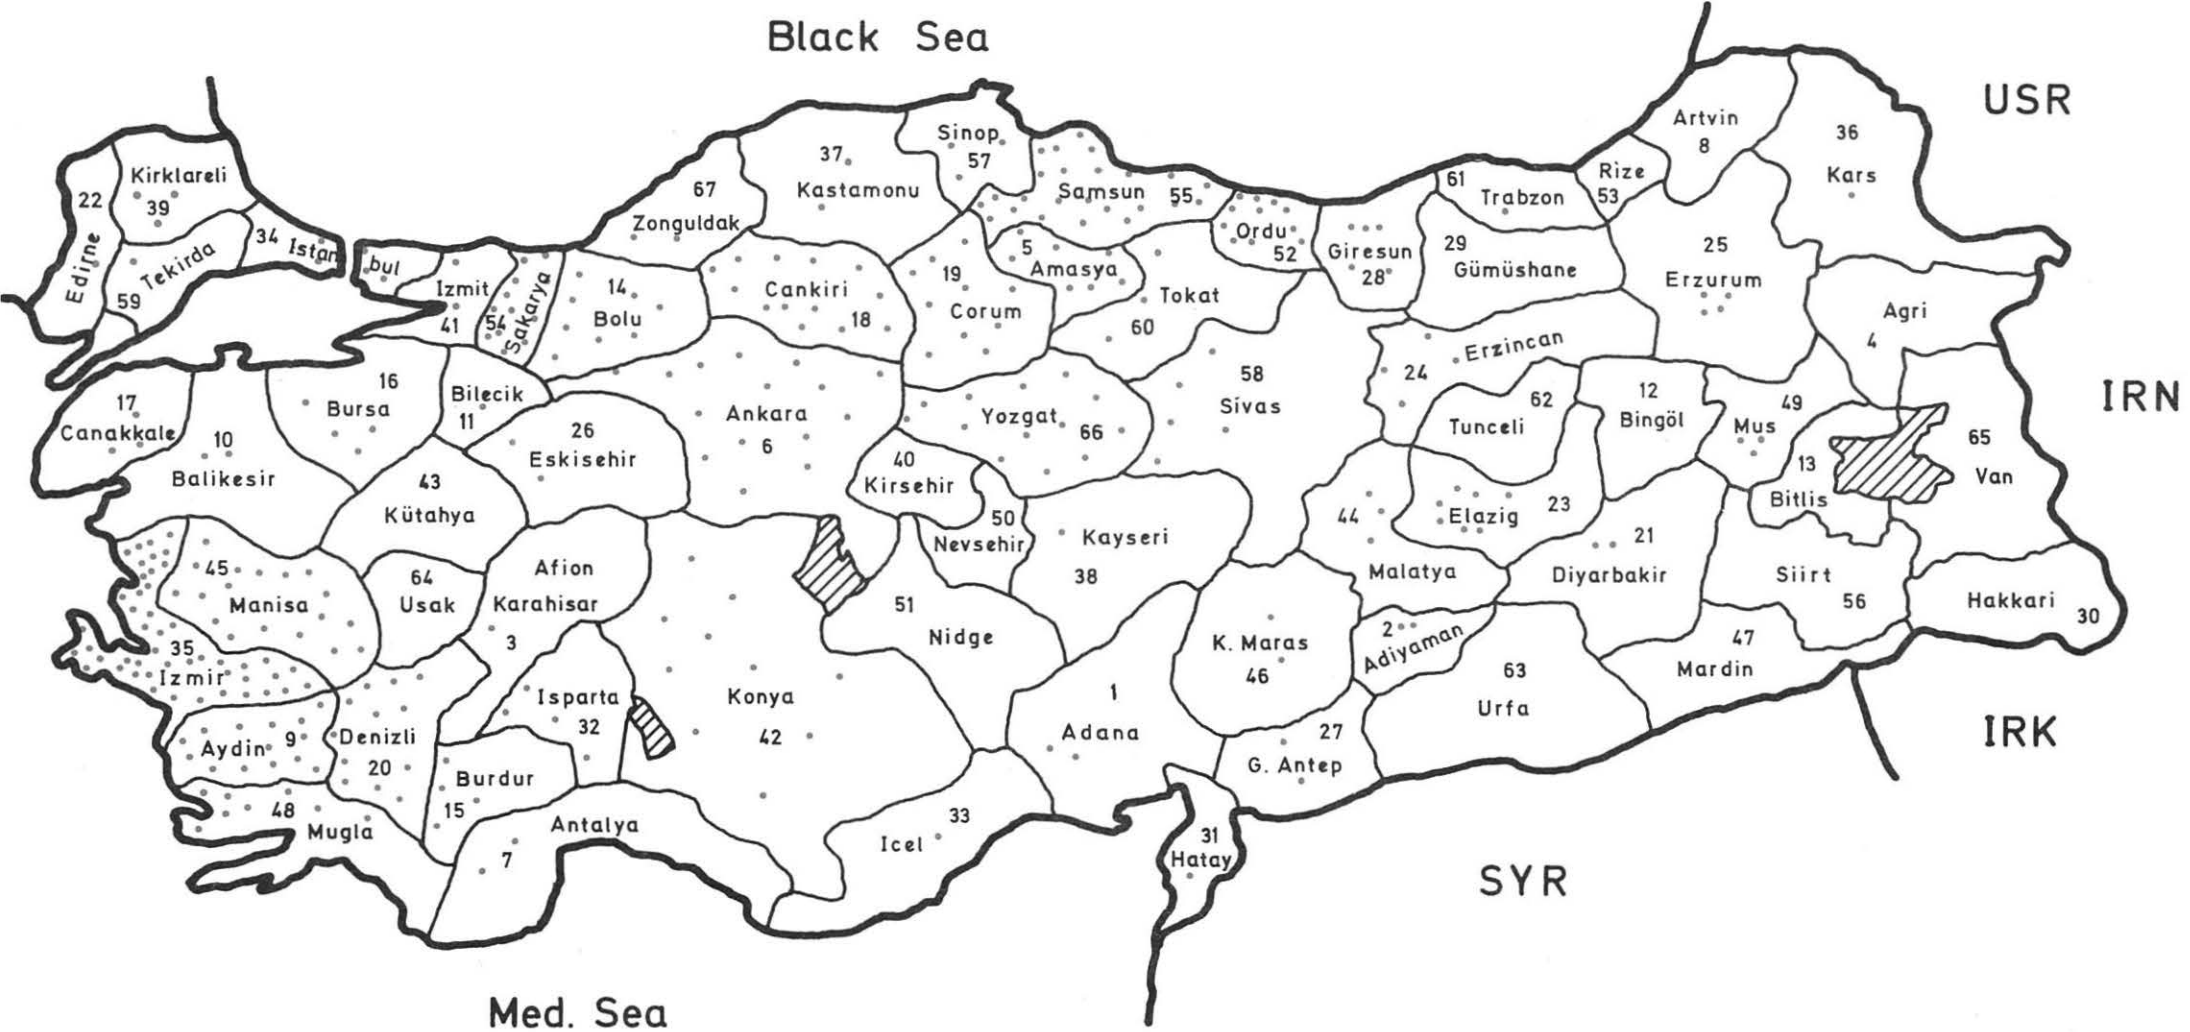 Black Sea
USR
Artvin
8
36
Kars
Sinop
57
37
Kastamonu
67
Zonguldak
Samsun 55
Ordu
52
Giresun
28
61
Trabzon
Rize
53
22
Edirne
Kirklareli
39
Tekirda
59
34 Istan
bul
Izmit
41
54
Sakarya
14
Bolu
Cankiri
18
19
Corum
5
Amasya
Tokat
60
29
Gümüshane
25
Erzurum
Agri
4
IRN
17
Canakkale
10
Balikesir
16
Bursa
Bilecik
11
26
Eskisehir
Ankara
6
Yozgat
66
58
Sivas
24 Erzincan
62
Tunceli
12
Bingöl
49
Mus
13
Bitlis
65
Van
43
Kütahya
40
Kirsehir
50
Nevsehir
Kayseri
38
44
Malatya
Elazig 23
21
Diyarbakir
Siirt
56
Hakkari
30
45
Manisa
64
Usak
Afion
Karahisar
3
51
Nidge
35
Izmir
Isparta
32
Konya
42
1
Adana
K. Maras
46
2
Adiyaman
63
Urfa
47
Mardin
IRK
Aydin 9
Denizli
20
Burdur
15
27
G. Antep
48
Mugla
Antalya
7
33
Icel
31
Hatay
SYR
Med. Sea